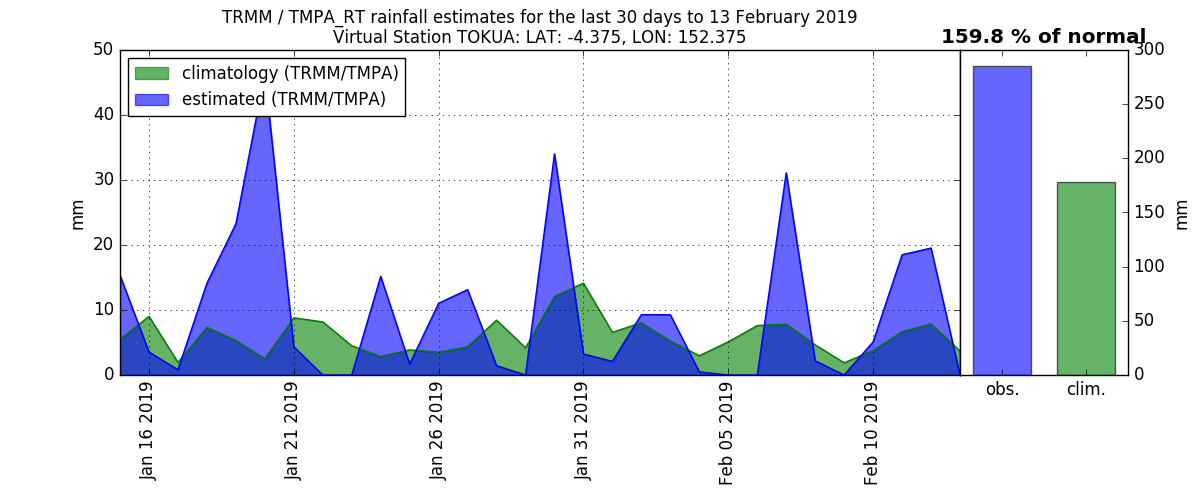 TRMM / TMPA_RT rainfall estimates for the last 30 days to 13 February 2019
Virtual Station TOKUA: LAT: -4.375, LON: 152.375
159.8 % of normal
climatology (TRMM/TMPA)
estimated (TRMM/TMPA)
50
40
30
20
10
0
mm
Jan 16 2019
Jan 21 2019
Jan 26 2019
Jan 31 2019
Feb 05 2019
Feb 10 2019
300
250
200
150
100
50
0
mm
obs.
clim.